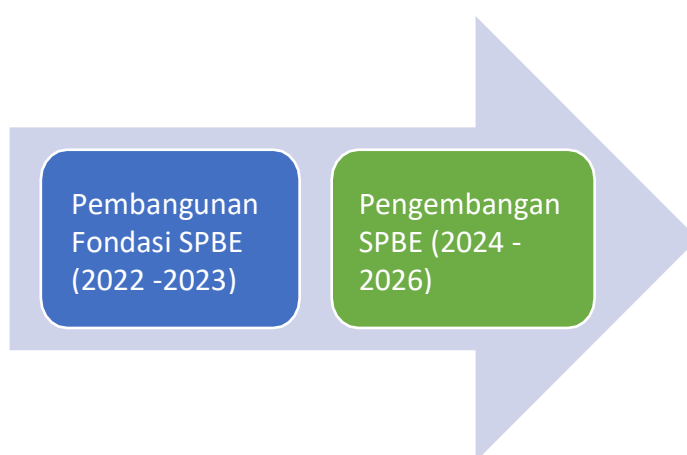 Pembangunan
Fondasi SPBE
(2022 -2023)
Pengembangan
SPBE (2024 -
2026)